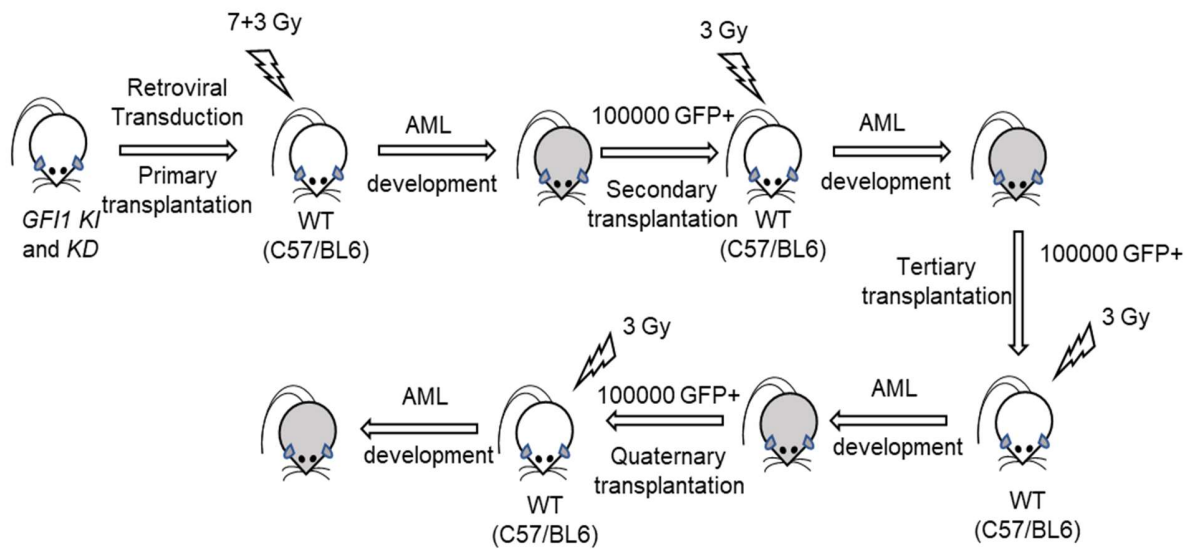 7+3 Gy
Retroviral
Transduction
Primary
transplantation
GFI1 KI
and KD
WT
(C57/BL6)
AML
development
100000 GFP+
Secondary
transplantation
3 Gy
WT
(C57/BL6)
AML
development
Tertiary
transplantation
100000 GFP+
3 Gy
WT
(C57/BL6)
AML
development
100000 GFP+
Quaternary
transplantation
3 Gy
WT
(C57/BL6)
AML
development